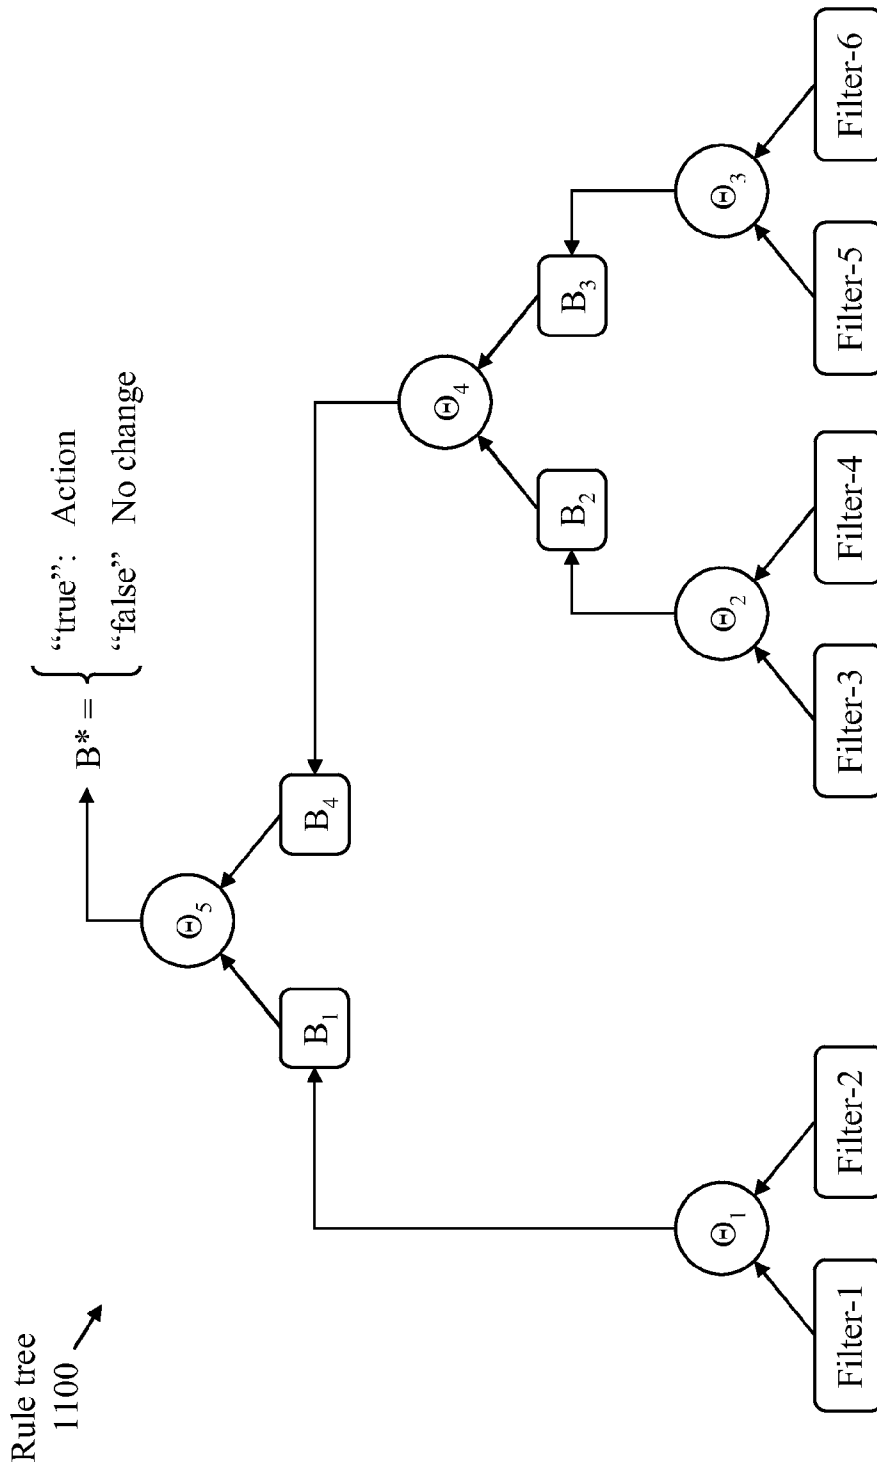 Rule tree
1100
B* =
“true”: Action
“false” No change
Θ5
B1
B4
Θ4
B2
B3
Θ1
Θ2
Θ3
Filter-1
Filter-2
Filter-3
Filter-4
Filter-5
Filter-6